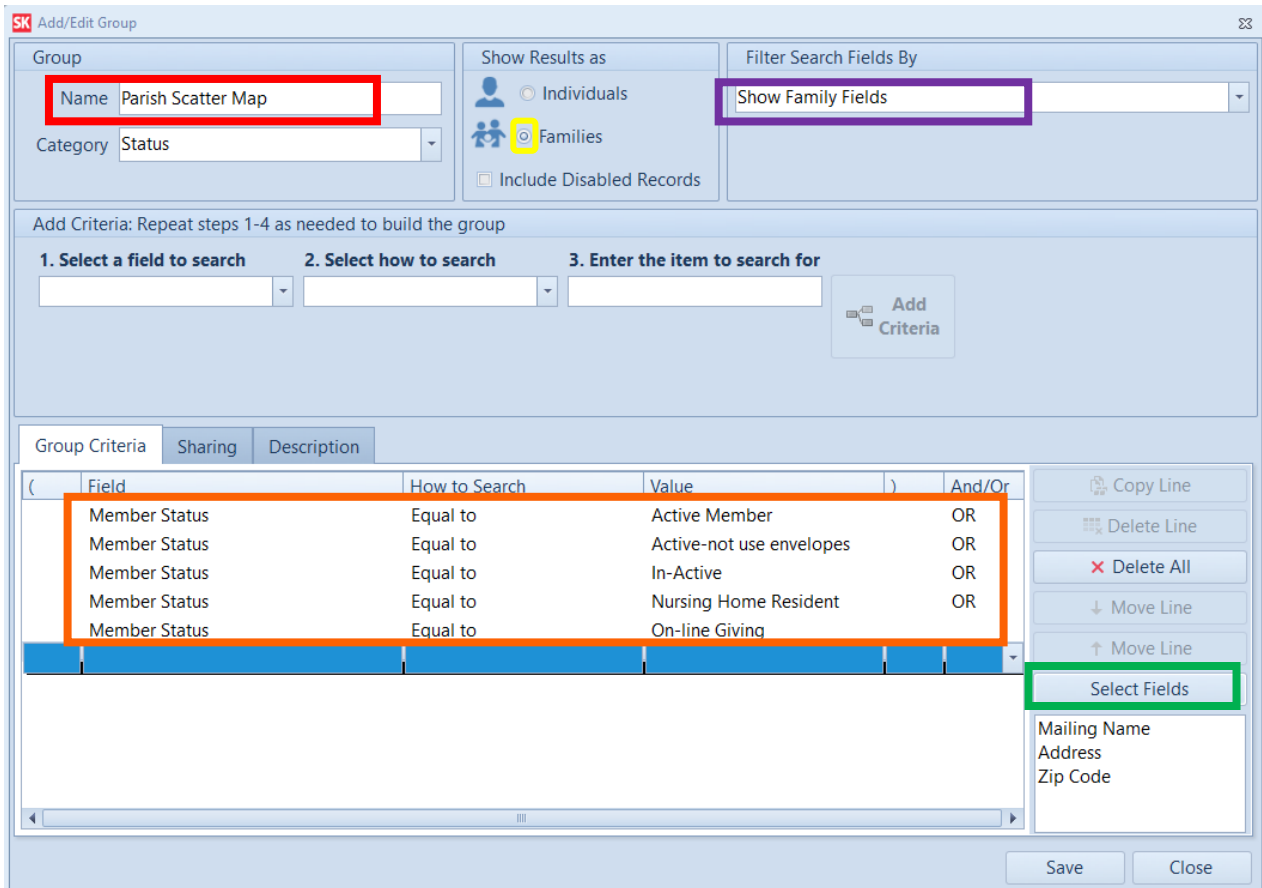 SK Add/Edit Group
Group
Name Parish Scatter Map
Category Status
Show Results as
Individuals
Families
Include Disabled Records
Filter Search Fields By
Show Family Fields
Add Criteria: Repeat steps 1-4 as needed to build the group
1. Select a field to search 2. Select how to search 3. Enter the item to search for
Add
Criteria
Group Criteria Sharing Description
( Field How to Search Value ) And/Or
Member Status Equal to Active Member OR
Member Status Equal to Active-not use envelopes OR
Member Status Equal to In-Active OR
Member Status Equal to Nursing Home Resident OR
Member Status Equal to On-line Giving
Copy Line
Delete Line
Delete All
Move Line
Move Line
Select Fields
Mailing Name
Address
Zip Code
Save Close